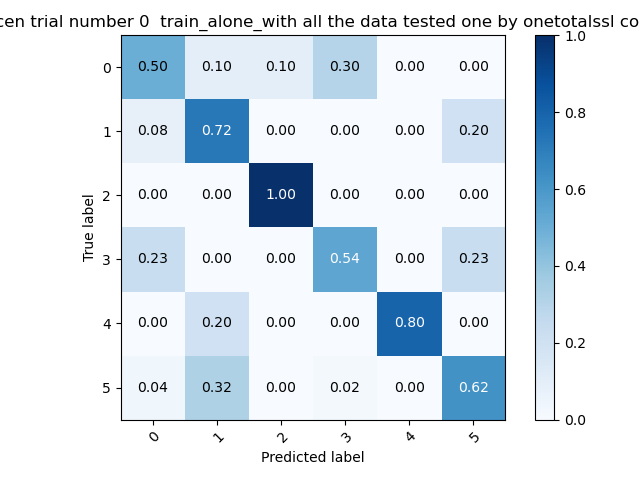 cen trial number 0 train_alone_with all the data tested one by onetotalssl co
1.0
0 0.50 0.10 0.10 0.30 0.00 0.00
0.8
1 0.08 0.72 0.00 0.00 0.00 0.20
2 0.00 0.00 1.00 0.00 0.00 0.00
0.6
True label
3 0.23 0.00 0.00 0.54 0.00 0.23
0.4
4 0.00 0.20 0.00 0.00 0.80 0.00
0.2
5 0.04 0.32 0.00 0.02 0.00 0.62
0.0
0 1 2 3 4 5
Predicted label